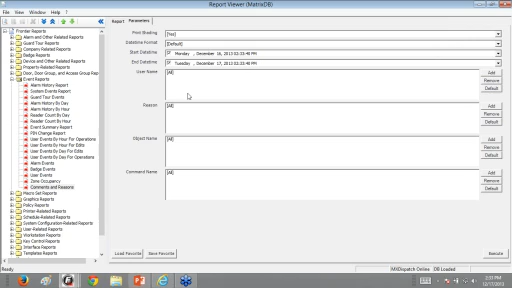 Report Viewer (MatrixDB)
File View Window Help ?
Report Parameters
Frontier Reports
Alarm and Other Related Reports
Guard Tour Reports
Company Related Reports
Badge Reports
Device and Other Related Reports
Property-Related Reports
Door, Door Group, and Access Group Rep
Event Reports
Alarm History Report
System Events Report
Guard Tour Events
Alarm History By Day
Alarm History By Hour
Reader Count By Day
Reader Count By Hour
Event Summary Report
PIN Change Report
User Events By Hour For Operations
User Events By Hour For Edits
User Events By Day For Edits
User Events By Day For Operations
Alarm Events
Badge Events
User Events
Zone Occupancy
Comments and Reasons
Macro Set Reports
Graphics Reports
Policy Reports
Printer-Related Reports
Schedule-Related Reports
System Configuration-Related Reports
User-Related Reports
Workstation Reports
Key Control Reports
Interface Reports
Templates Reports
Print Shading [Yes]
Datetime Format [Default]
Start Datetime Monday , December 16, 2013 02:33:48 PM
End Datetime Tuesday , December 17, 2013 02:33:48 PM
User Name [All] Add
Remove
Default
Reason [All]
Object Name [All] Add
Remove
Default
Command Name [All] Add
Remove
Default
Load Favorite Save Favorite Execute
Ready MXDispatch Online DB Loaded
2:33 PM
12/17/2013